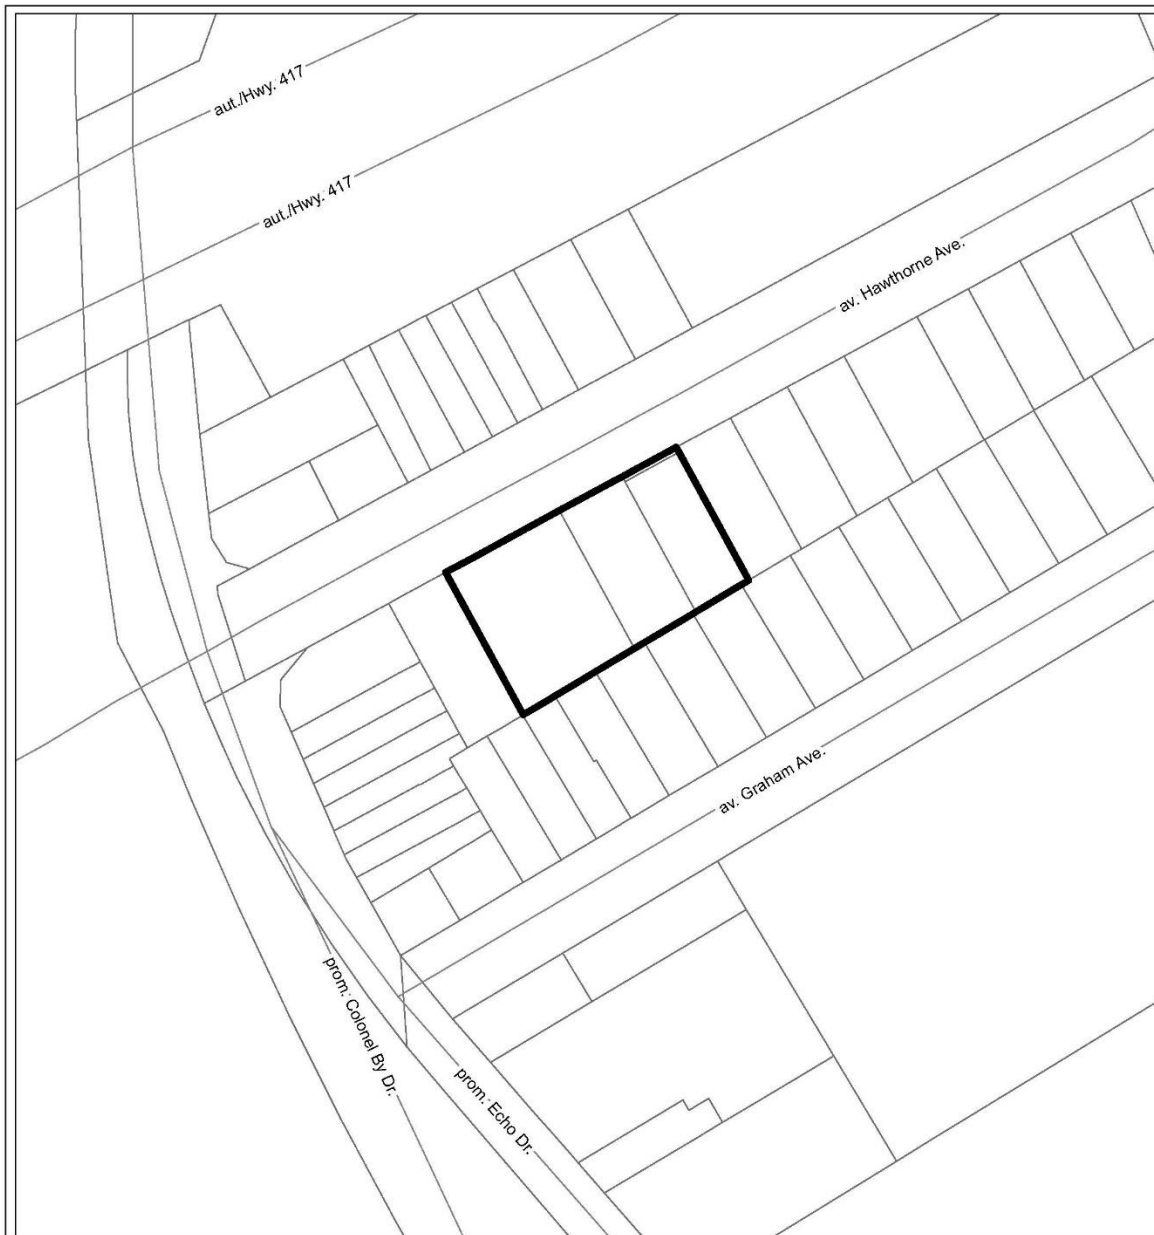 aut./Hwy. 417
aut./Hwy. 417
av. Hawthorne Ave.
av. Graham Ave.
prom. Colonel By Dr.
prom. Echo Dr.